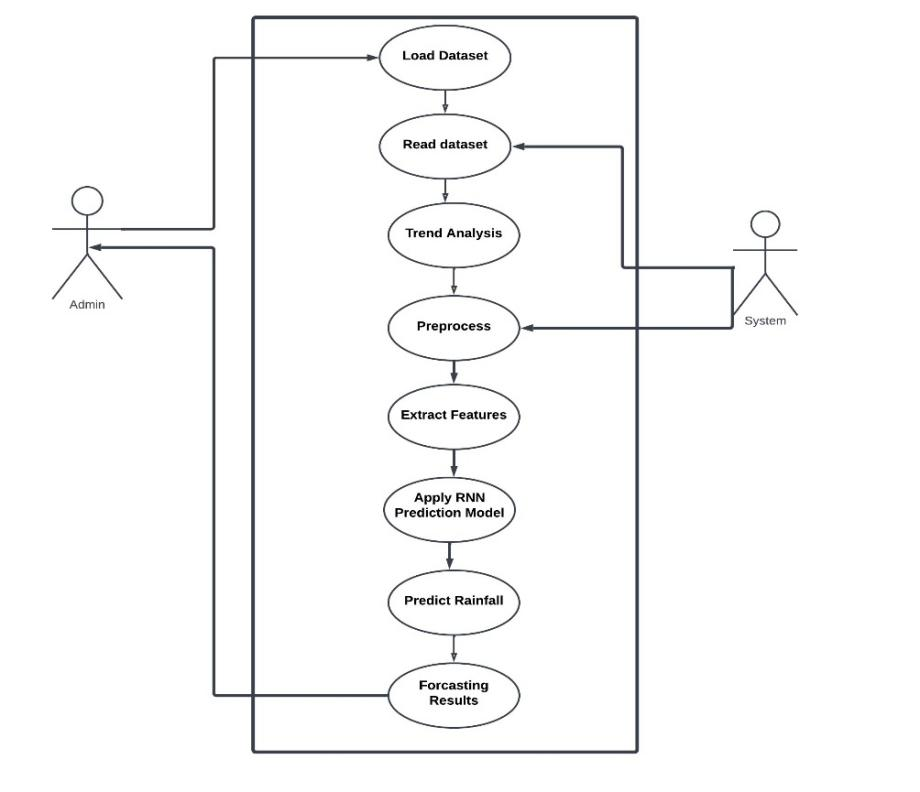 Load Dataset
Read dataset
Trend Analysis
Preprocess
Extract Features
Apply RNN
Prediction Model
Predict Rainfall
Forcasting
Results
Admin
System